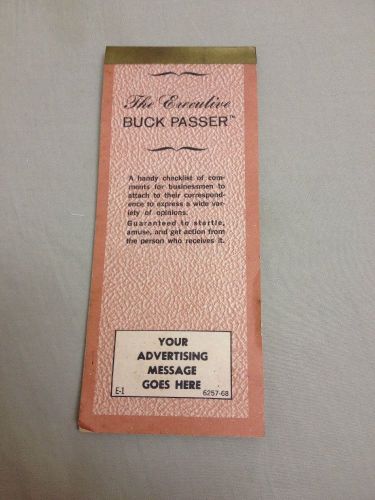 The Executive
BUCK PASSER™
A handy checklist of com-
ments for businessmen to
attach to their correspond-
ence to express a wide var-
iety of opinions.
Guaranteed to startle,
amuse, and get action from
the person who receives it.
YOUR
ADVERTISING
MESSAGE
GOES HERE
E-1 6257-68